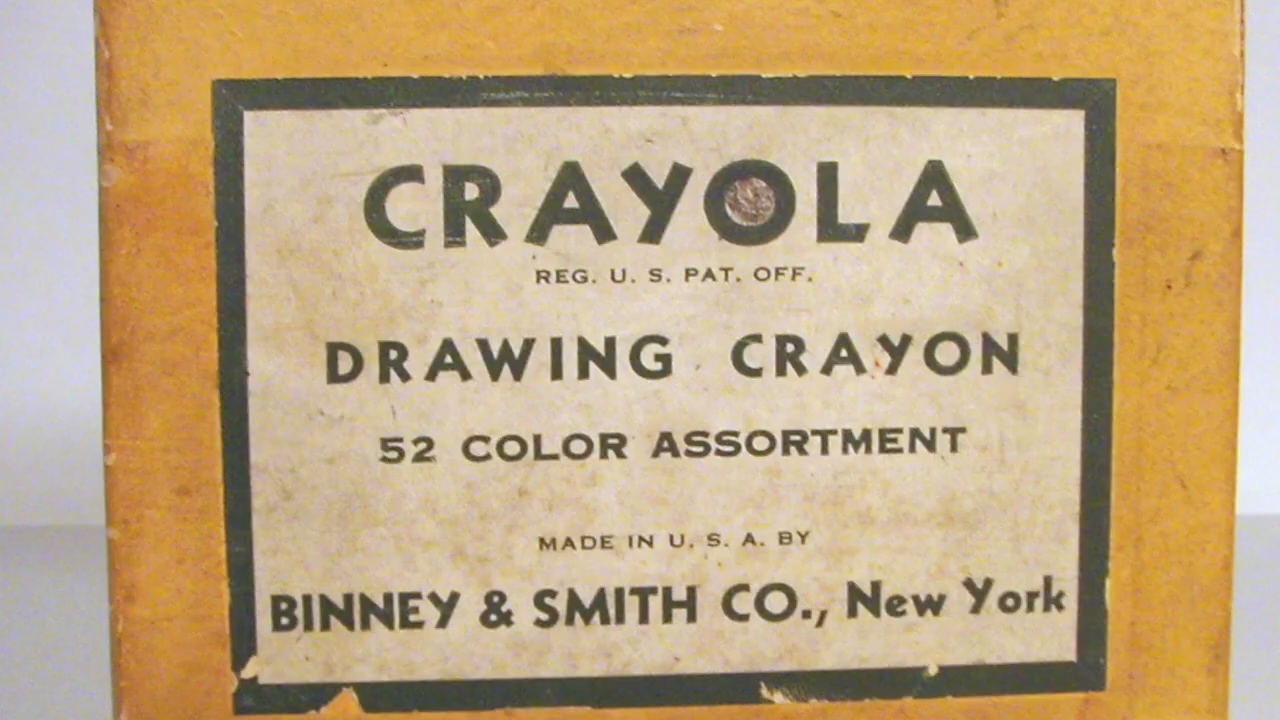 CRAYOLA
REG. U. S. PAT. OFF.
DRAWING CRAYON
52 COLOR ASSORTMENT
MADE IN U. S. A. BY
BINNEY & SMITH CO., New York